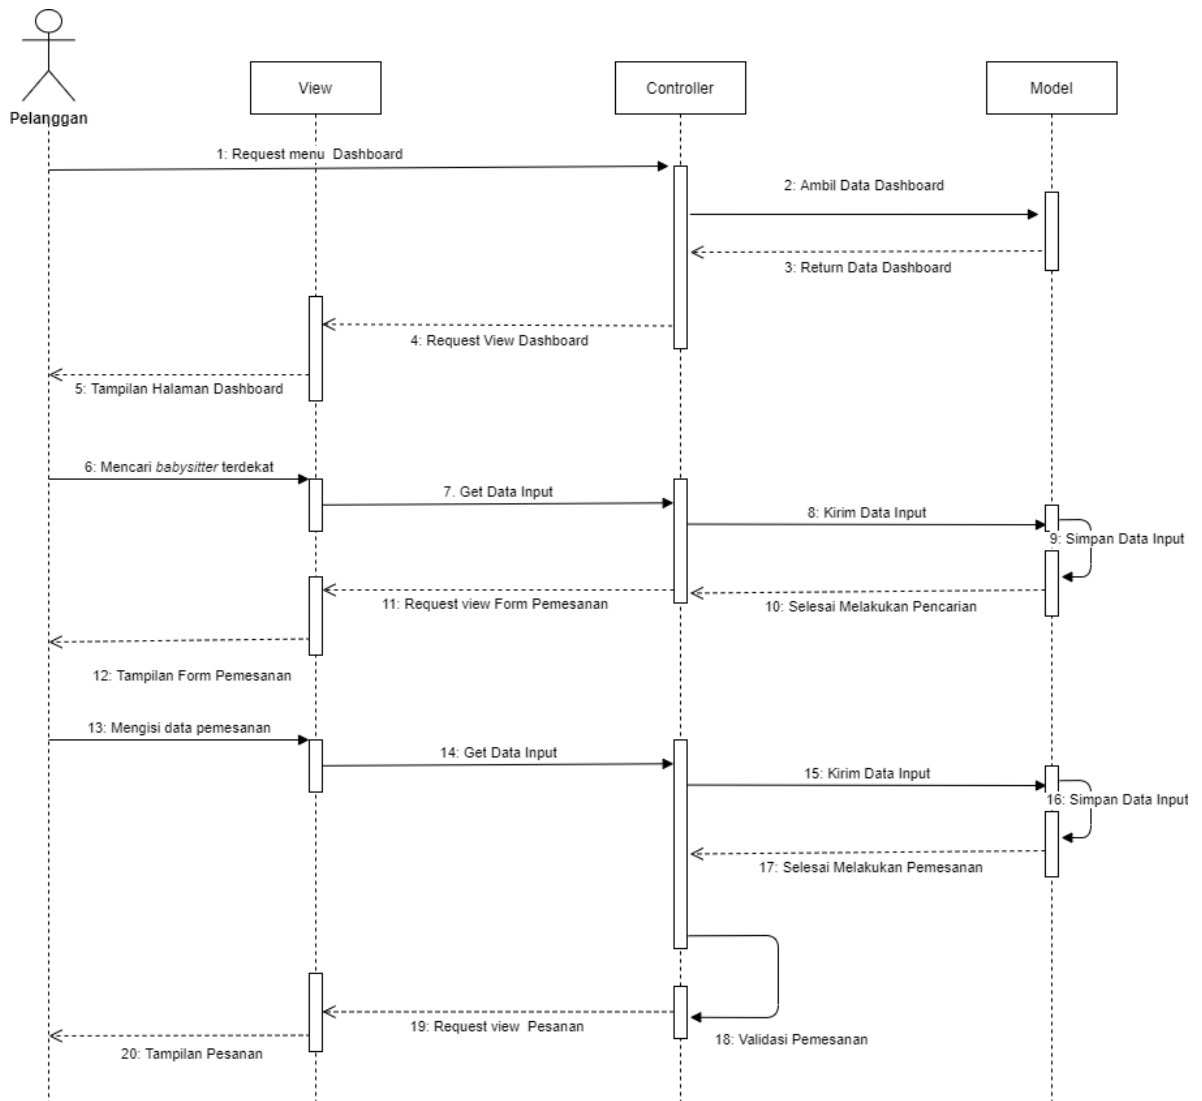 Pelanggan
View
Controller
Model
1: Request menu Dashboard
2: Ambil Data Dashboard
3: Return Data Dashboard
4: Request View Dashboard
5: Tampilan Halaman Dashboard
6: Mencari babysitter terdekat
7. Get Data Input
8: Kirim Data Input
9: Simpan Data Input
10: Selesai Melakukan Pencarian
11: Request view Form Pemesanan
12: Tampilan Form Pemesanan
13: Mengisi data pemesanan
14: Get Data Input
15: Kirim Data Input
16: Simpan Data Input
17: Selesai Melakukan Pemesanan
18: Validasi Pemesanan
19: Request view Pesanan
20: Tampilan Pesanan